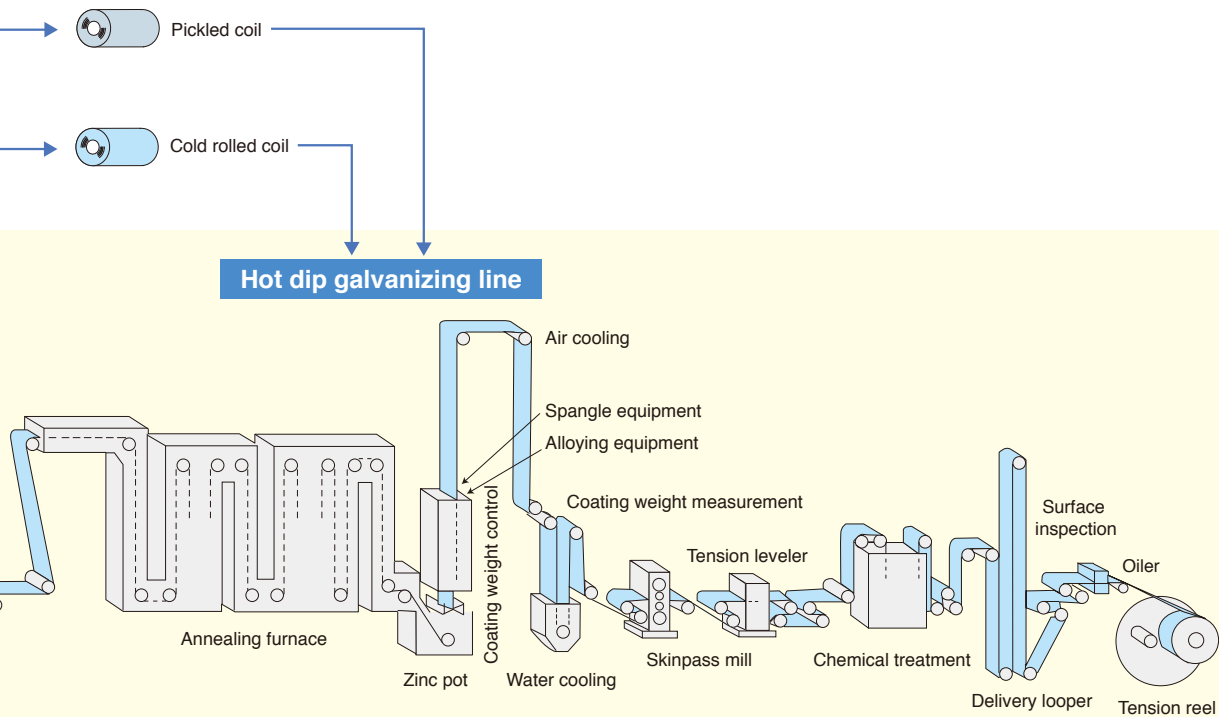 Pickled coil
Cold rolled coil
Hot dip galvanizing line
Air cooling
Spangle equipment
Alloying equipment
Coating weight control
Coating weight measurement
Surface
inspection
Tension leveler
Oiler
Annealing furnace
Skinpass mill
Chemical treatment
Zinc pot
Water cooling
Delivery looper
Tension reel